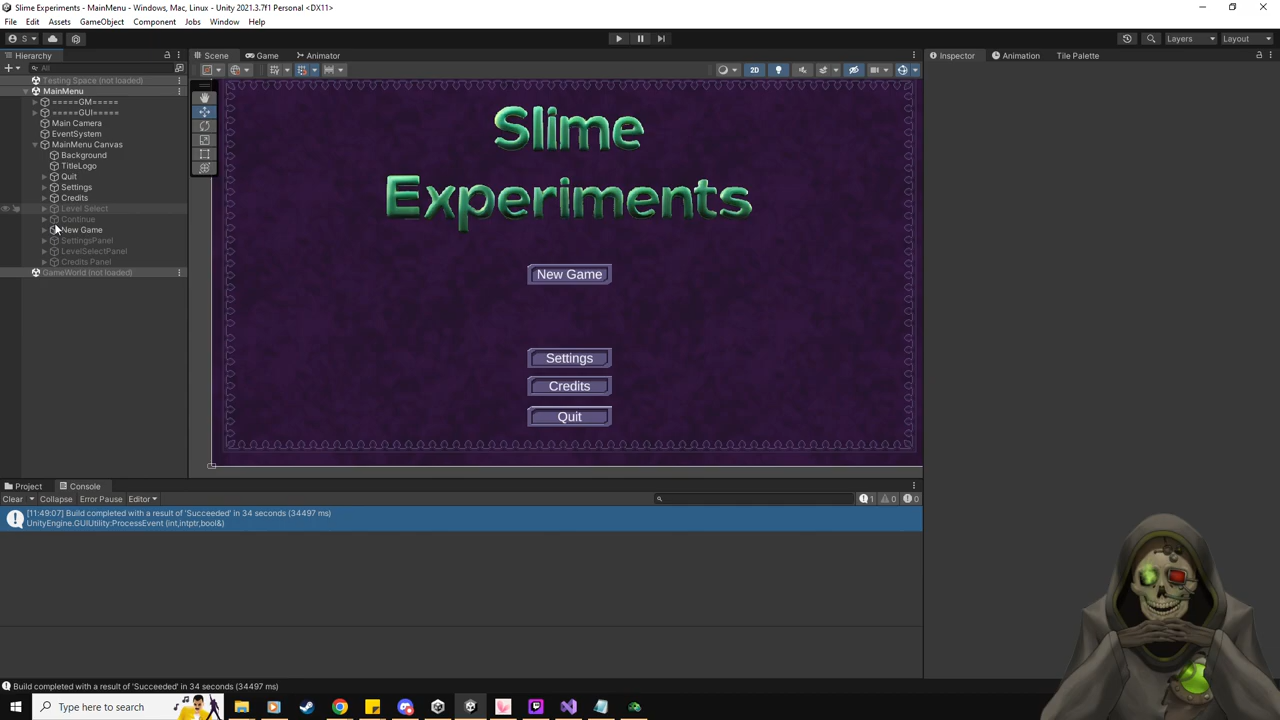 Slime Experiments - MainMenu - Windows, Mac, Linux - Unity 2021.3.7f1 Personal <DX11>
File Edit Assets GameObject Component Jobs Window Help
S Layers Layout
Hierarchy Scene Game Animator Inspector Animation Tile Palette
All 2D
Testing Space (not loaded)
MainMenu
=====GM=====
=====GUI=====
Main Camera
EventSystem
MainMenu Canvas
Background
TitleLogo
Quit
Settings
Credits
Level Select
Continue
New Game
SettingsPanel
LevelSelectPanel
Credits Panel
GameWorld (not loaded)
Slime
Experiments
New Game
Settings
Credits
Quit
Project Console
Clear Collapse Error Pause Editor 1 0 0
[11:49:07] Build completed with a result of 'Succeeded' in 34 seconds (34497 ms)
UnityEngine.GUIUtility:ProcessEvent (int,intptr,bool&)
Build completed with a result of 'Succeeded' in 34 seconds (34497 ms)
Type here to search